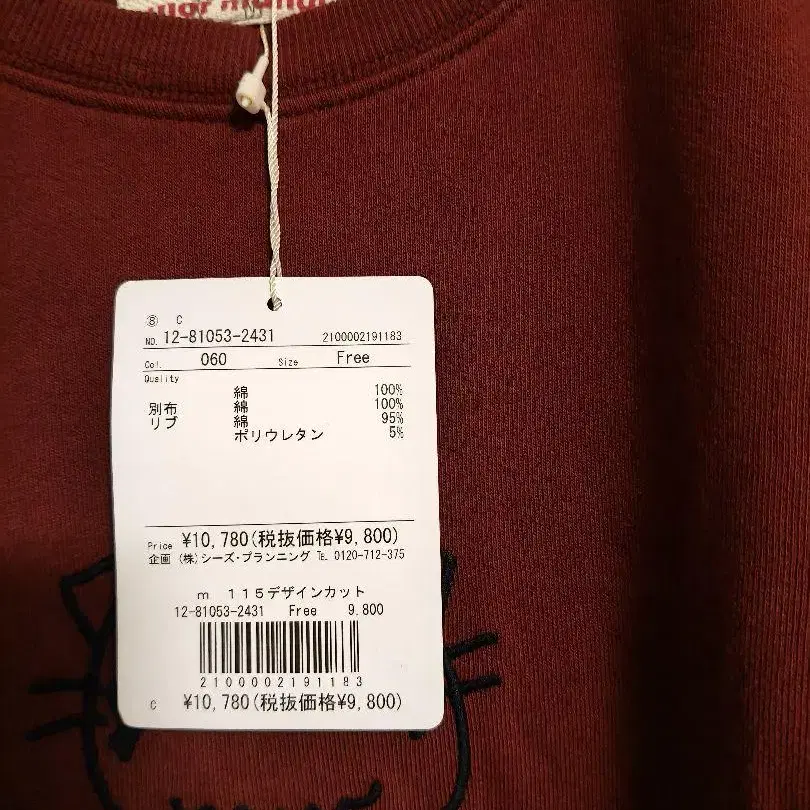 ⑧ C
NO. 12-81053-2431 2100002191183
Col. 060 Size Free
Quality
綿 100%
別布 綿 100%
リブ 綿 95%
ポリウレタン 5%
Price ¥10,780(税抜価格¥9,800)
企画 (株)シーズ・プランニング ℡ 0120-712-375
m 115デザインカット
12-81053-2431 Free 9.800
2100002191183
C ¥10,780(税抜価格¥9,800)